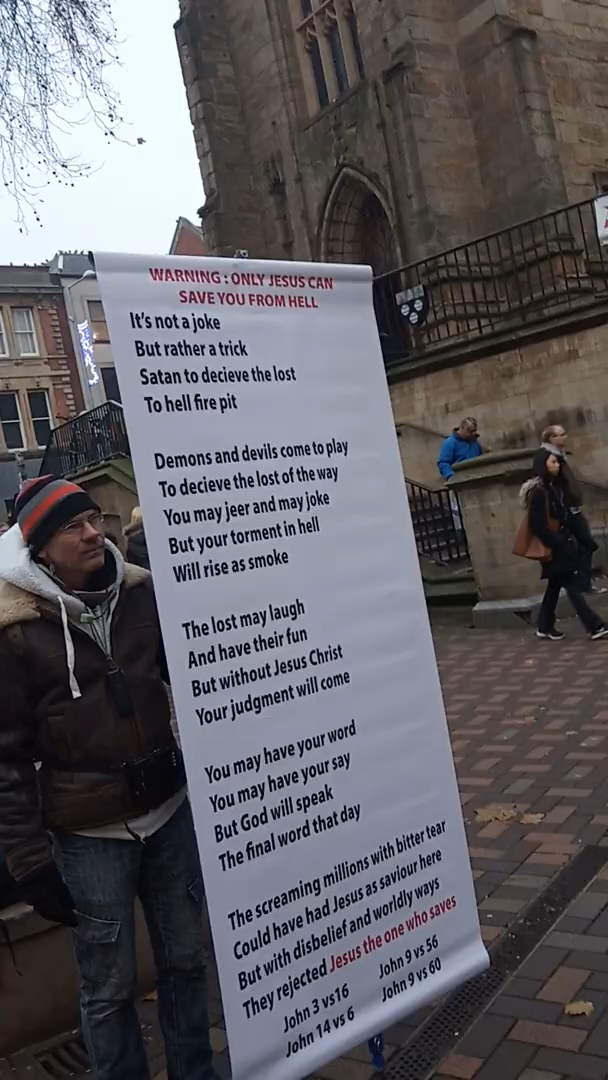 WARNING : ONLY JESUS CAN
SAVE YOU FROM HELL
It's not a joke
But rather a trick
Satan to decieve the lost
To hell fire pit
Demons and devils come to play
To decieve the lost of the way
You may jeer and may joke
But your torment in hell
Will rise as smoke
The lost may laugh
And have their fun
But without Jesus Christ
Your judgment will come
You may have your word
You may have your say
But God will speak
The final word that day
The screaming millions with bitter tear
Could have had Jesus as saviour here
But with disbelief and worldly ways
They rejected Jesus the one who saves
John 3 vs16 John 9 vs 56
John 14 vs 6 John 9 vs 60